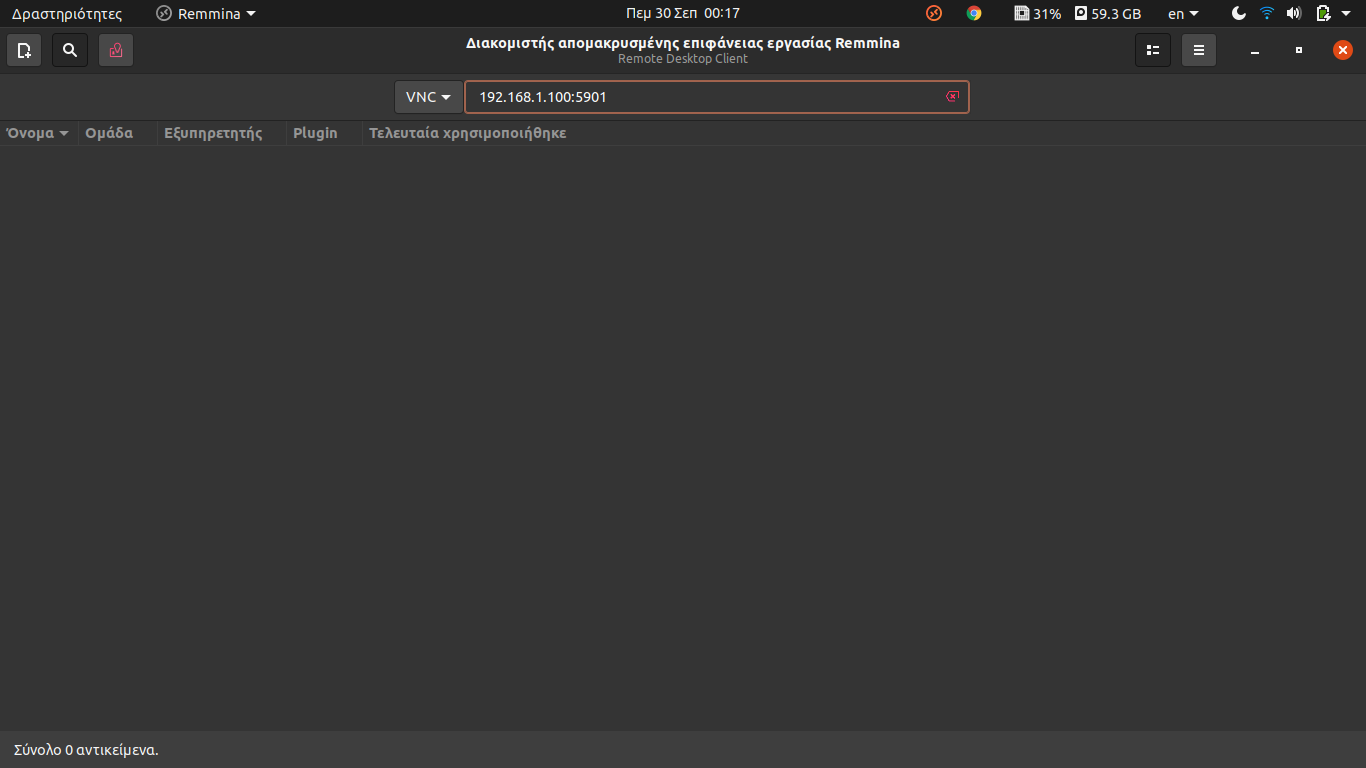 Δραστηριότητες Remmina Πεμ 30 Σεπ 00:17 31% 59.3 GB en
Διακομιστής απομακρυσμένης επιφάνειας εργασίας Remmina
Remote Desktop Client
VNC 192.168.1.100:5901
Όνομα Ομάδα Εξυπηρετητής Plugin Τελευταία χρησιμοποιήθηκε
Σύνολο 0 αντικείμενα.